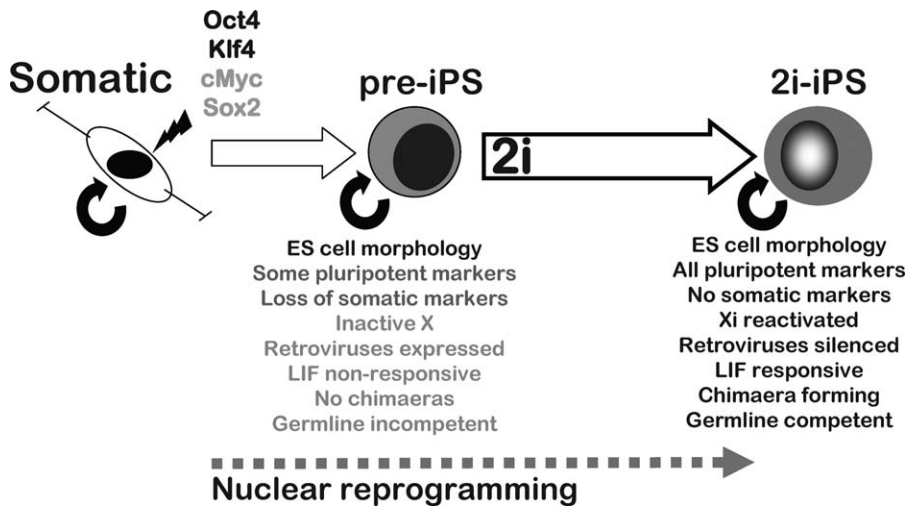 Oct4
Klf4
cMyc
Sox2
Somatic
pre-iPS
2i-iPS
2i
ES cell morphology
Some pluripotent markers
Loss of somatic markers
Inactive X
Retroviruses expressed
LIF non-responsive
No chimaeras
Germline incompetent
ES cell morphology
All pluripotent markers
No somatic markers
Xi reactivated
Retroviruses silenced
LIF responsive
Chimaera forming
Germline competent
Nuclear reprogramming